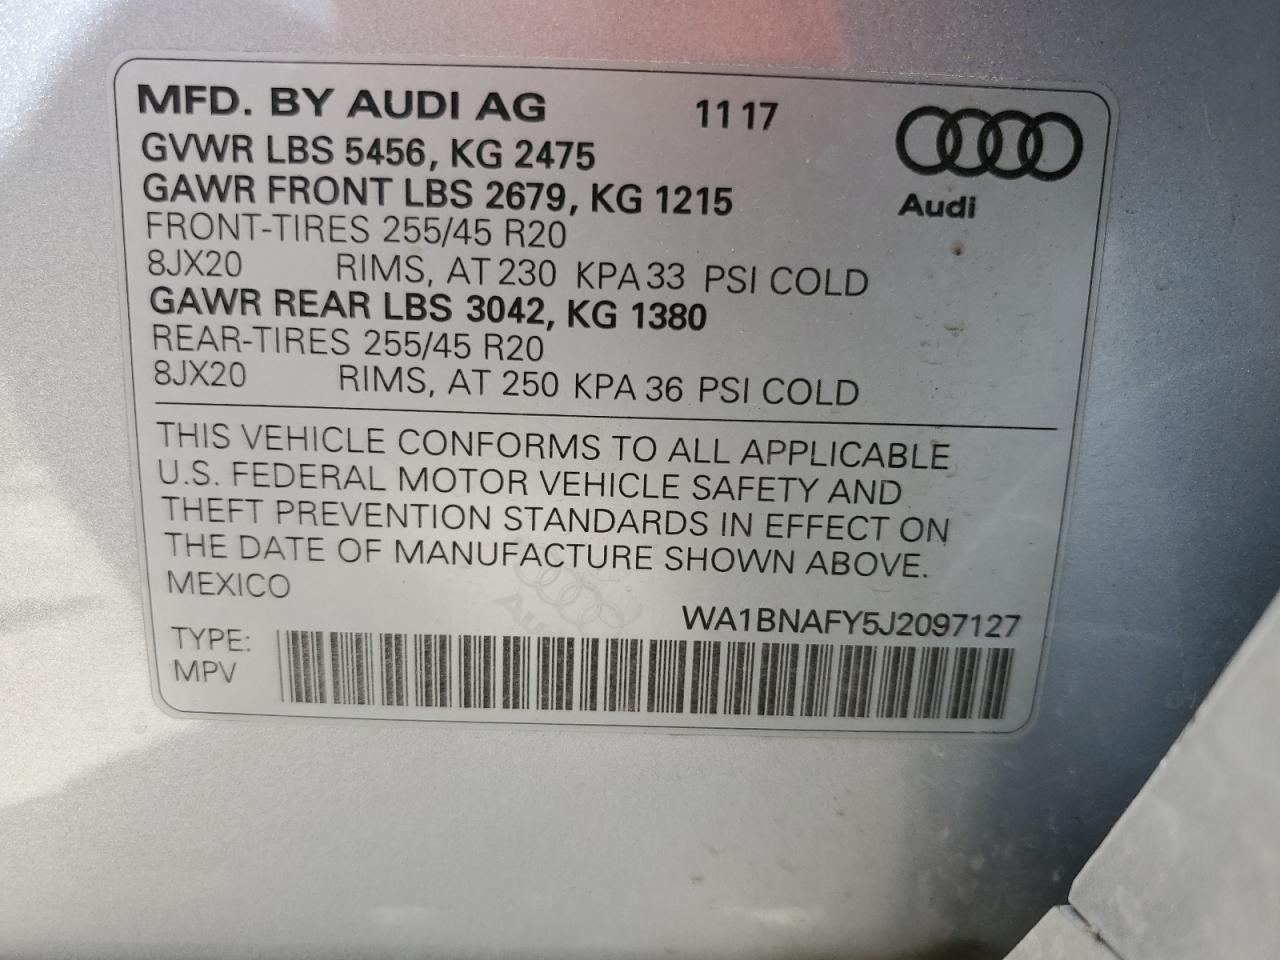 MFD. BY AUDI AG 11 17
GVWR LBS 5456, KG 2475
GAWR FRONT LBS 2679, KG 1215
Audi
FRONT-TIRES 255/45 R20
8JX20 RIMS, AT 230 KPA 33 PSI COLD
GAWR REAR LBS 3042, KG 1380
REAR-TIRES 255/45 R20
8JX20 RIMS, AT 250 KPA 36 PSI COLD
THIS VEHICLE CONFORMS TO ALL APPLICABLE
U.S. FEDERAL MOTOR VEHICLE SAFETY AND
THEFT PREVENTION STANDARDS IN EFFECT ON
THE DATE OF MANUFACTURE SHOWN ABOVE.
MEXICO
WA1BNAFY5J2097127
TYPE:
MPV